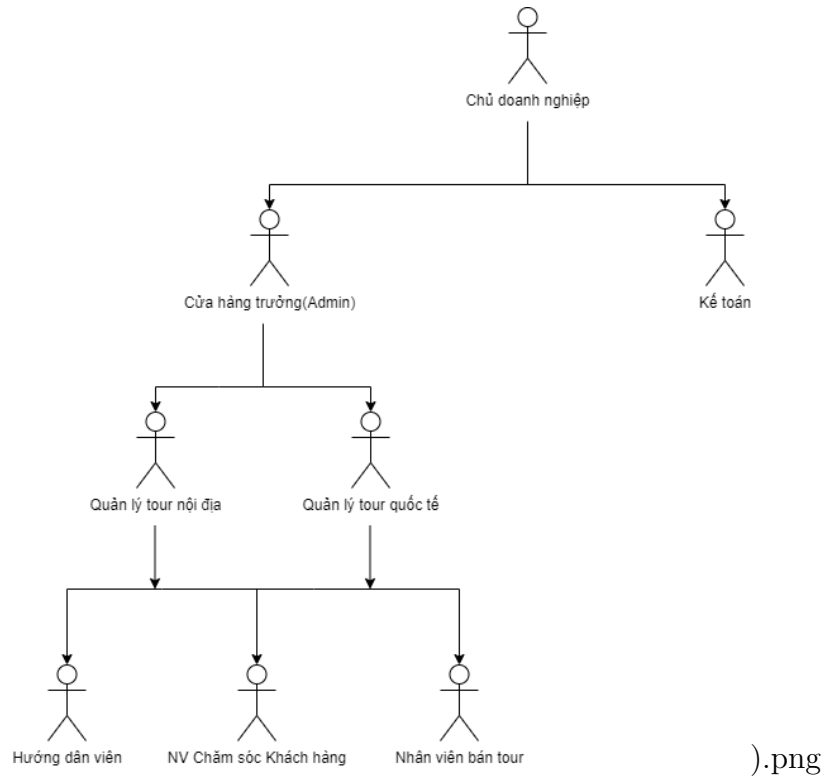 Chủ doanh nghiệp
Cửa hàng trưởng(Admin)
Kế toán
Quản lý tour nội địa
Quản lý tour quốc tế
Hướng dân viên
NV Chăm sóc Khách hàng
Nhân viên bán tour
).png